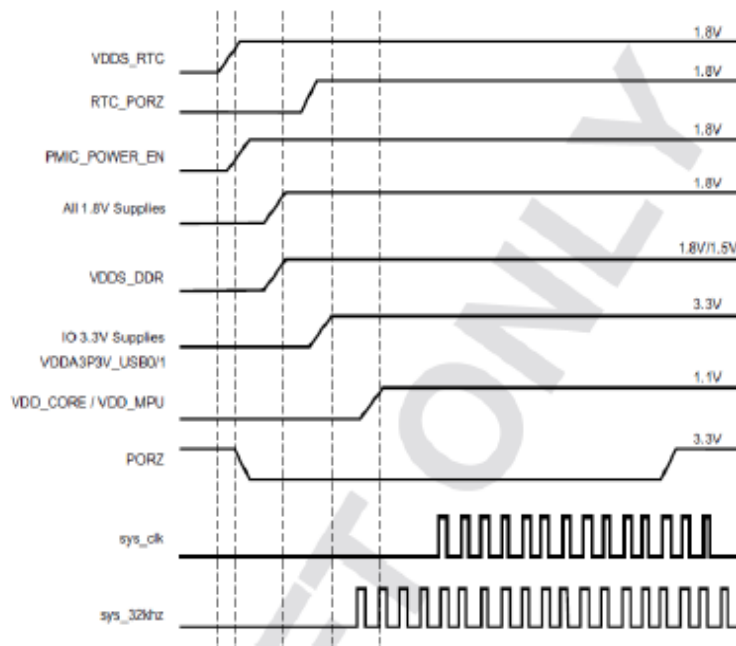 VDDS_RTC
1.8V
RTC_PORZ
1.8V
PMIC_POWER_EN
1.8V
All 1.8V Supplies
1.8V
VDDS_DDR
1.8V/1.5V
IO 3.3V Supplies
3.3V
VDDA3P3V_USB0/1
VDD_CORE / VDD_MPU
1.1V
PORZ
3.3V
sys_clk
sys_32khz
T ONLY